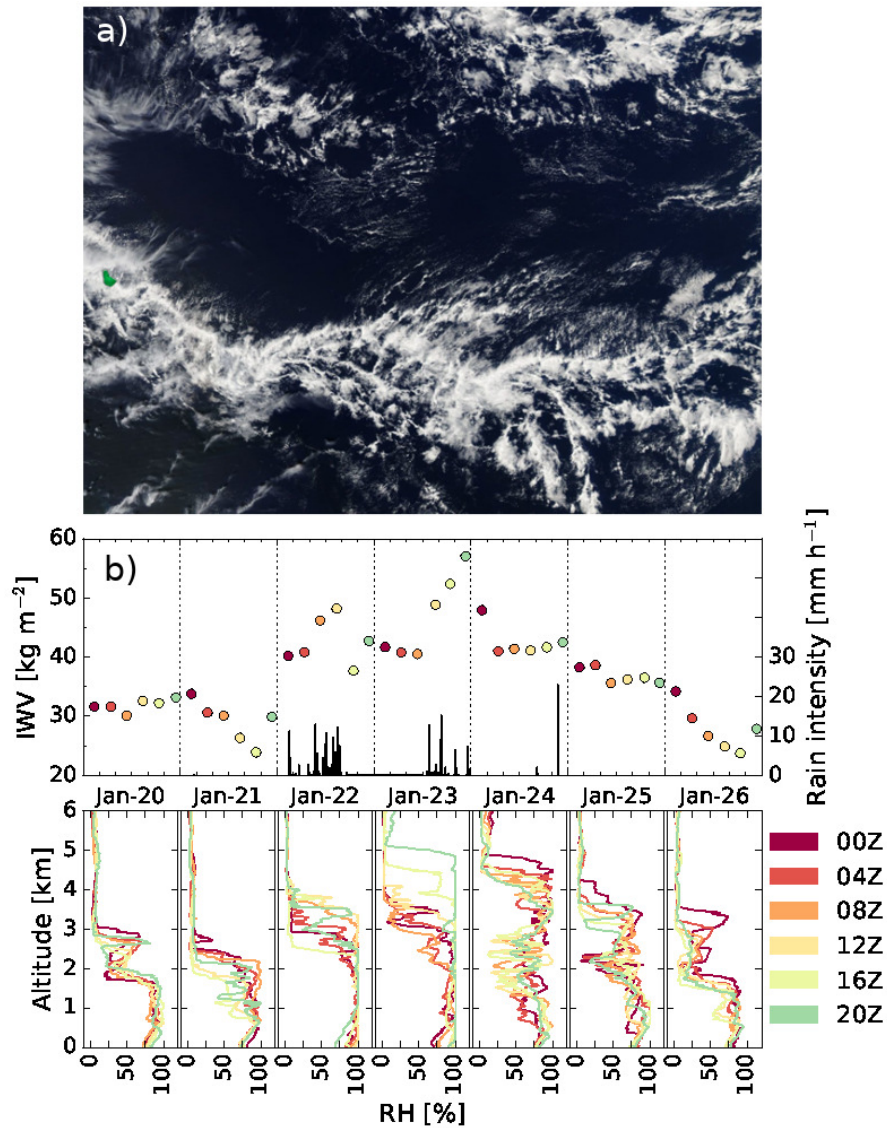 a)
b)
60
50
40
30
20
IWV [kg m⁻²]
30
20
10
0
Rain intensity [mm h⁻¹]
Jan-20 Jan-21 Jan-22 Jan-23 Jan-24 Jan-25 Jan-26
6
5
4
3
2
1
0
Altitude [km]
00Z
04Z
08Z
12Z
16Z
20Z
0 50 100 0 50 100 0 50 100 0 50 100 0 50 100 0 50 100 0 50 100
RH [%]